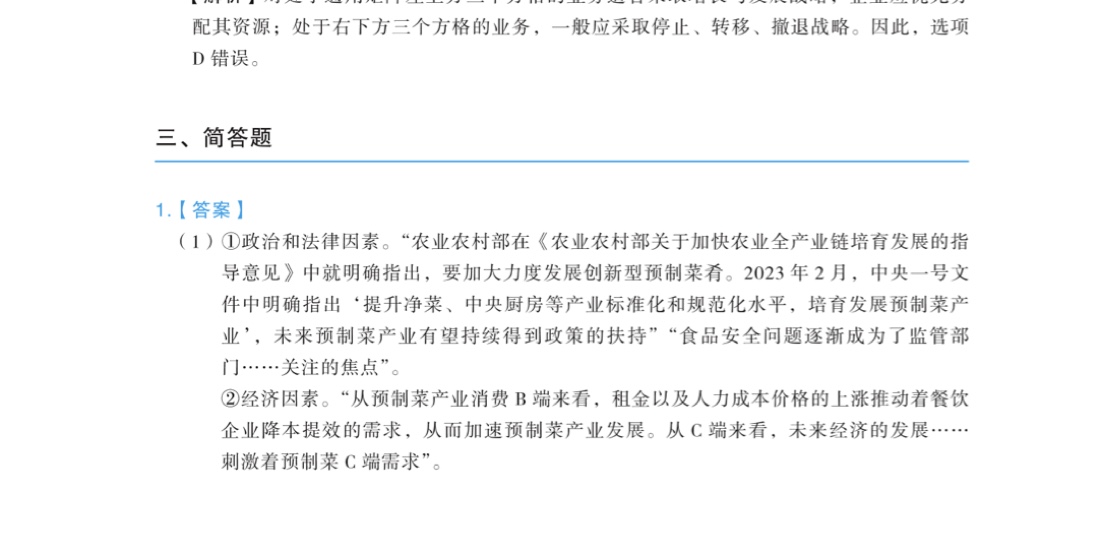 配其资源；处于右下方三个方格的业务，一般应采取停止、转移、撤退战略。因此，选项
D 错误。
三、简答题
1.【答案】
（1）①政治和法律因素。“农业农村部在《农业农村部关于加快农业全产业链培育发展的指
导意见》中就明确指出，要加大力度发展创新型预制菜肴。2023 年 2 月，中央一号文
件中明确指出‘提升净菜、中央厨房等产业标准化和规范化水平，培育发展预制菜产
业’，未来预制菜产业有望持续得到政策的扶持”“食品安全问题逐渐成为了监管部
门……关注的焦点”。
②经济因素。“从预制菜产业消费 B 端来看，租金以及人力成本价格的上涨推动着餐饮
企业降本提效的需求，从而加速预制菜产业发展。从 C 端来看，未来经济的发展……
刺激着预制菜 C 端需求”。